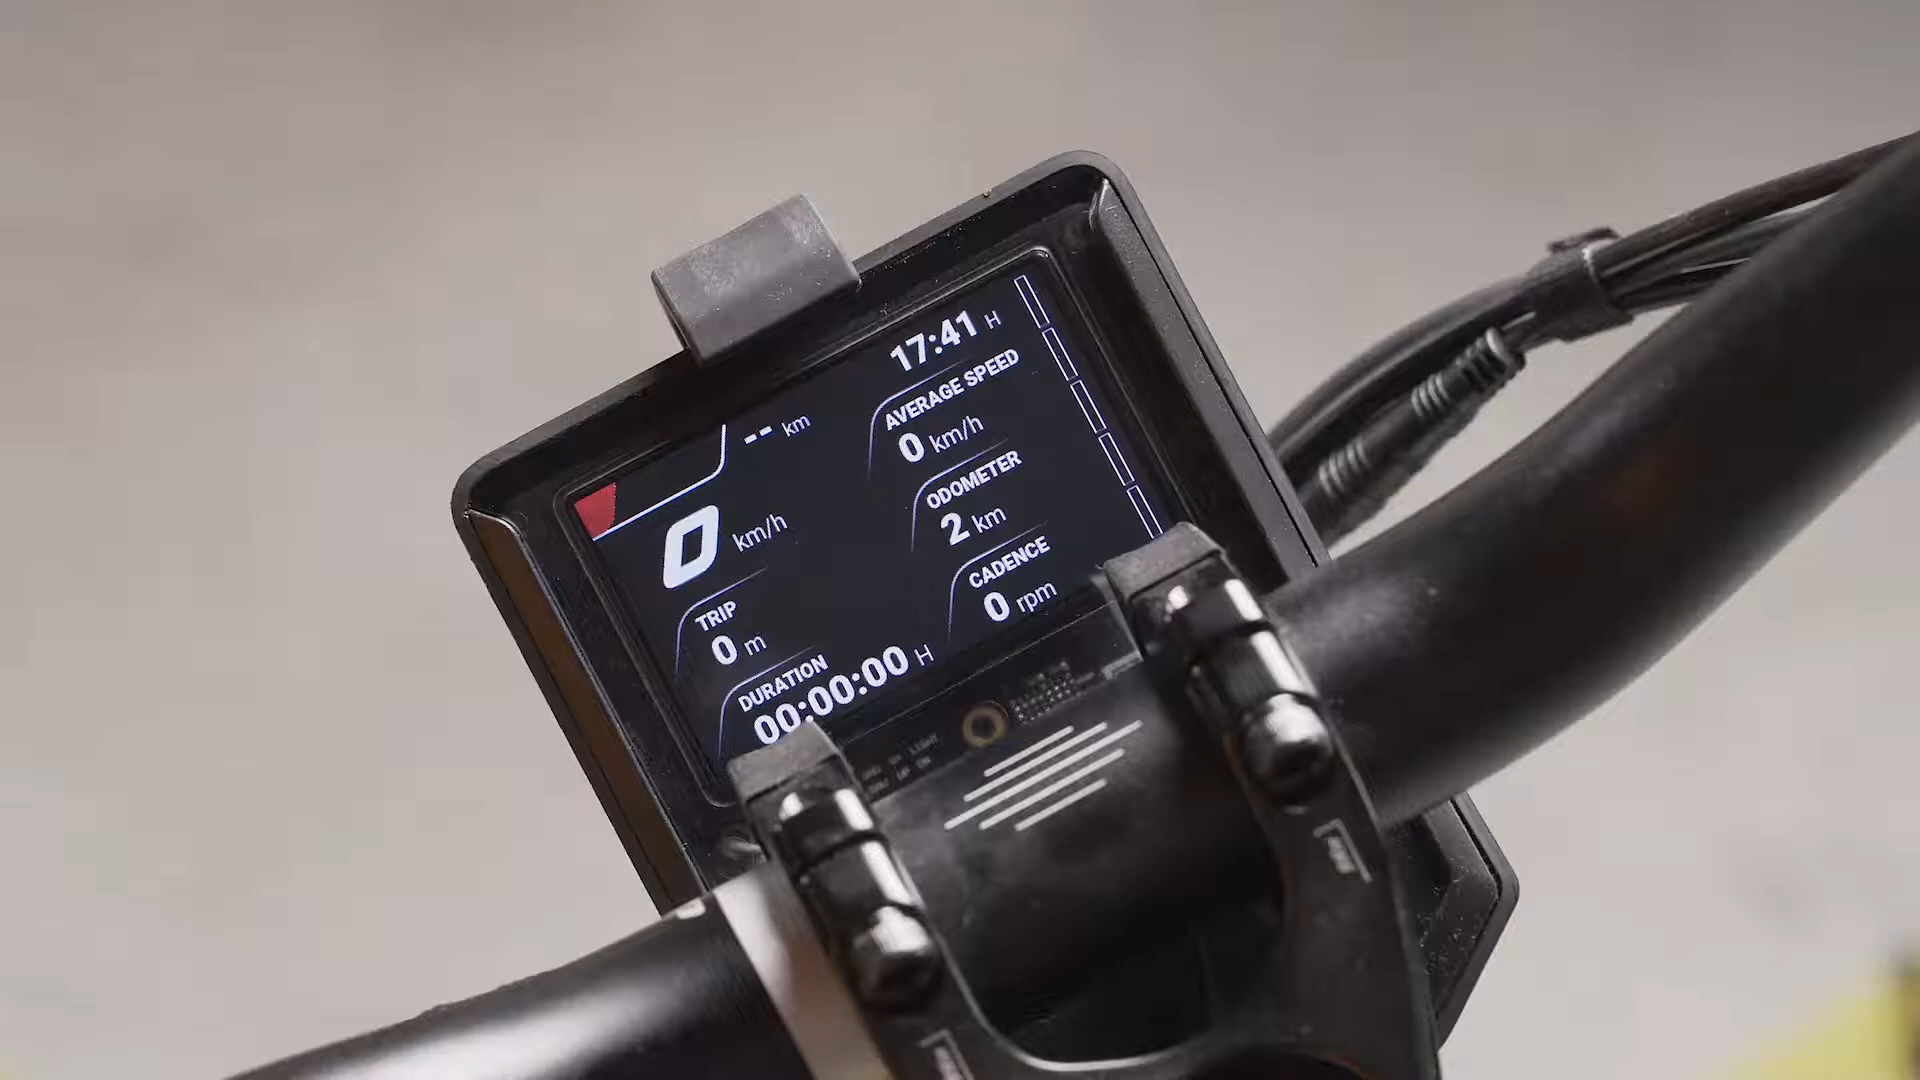 17:41 H
-- km
AVERAGE SPEED
0 km/h
0 km/h
ODOMETER
2 km
TRIP
0 m
CADENCE
0 rpm
DURATION
00:00:00 H
LIGHT